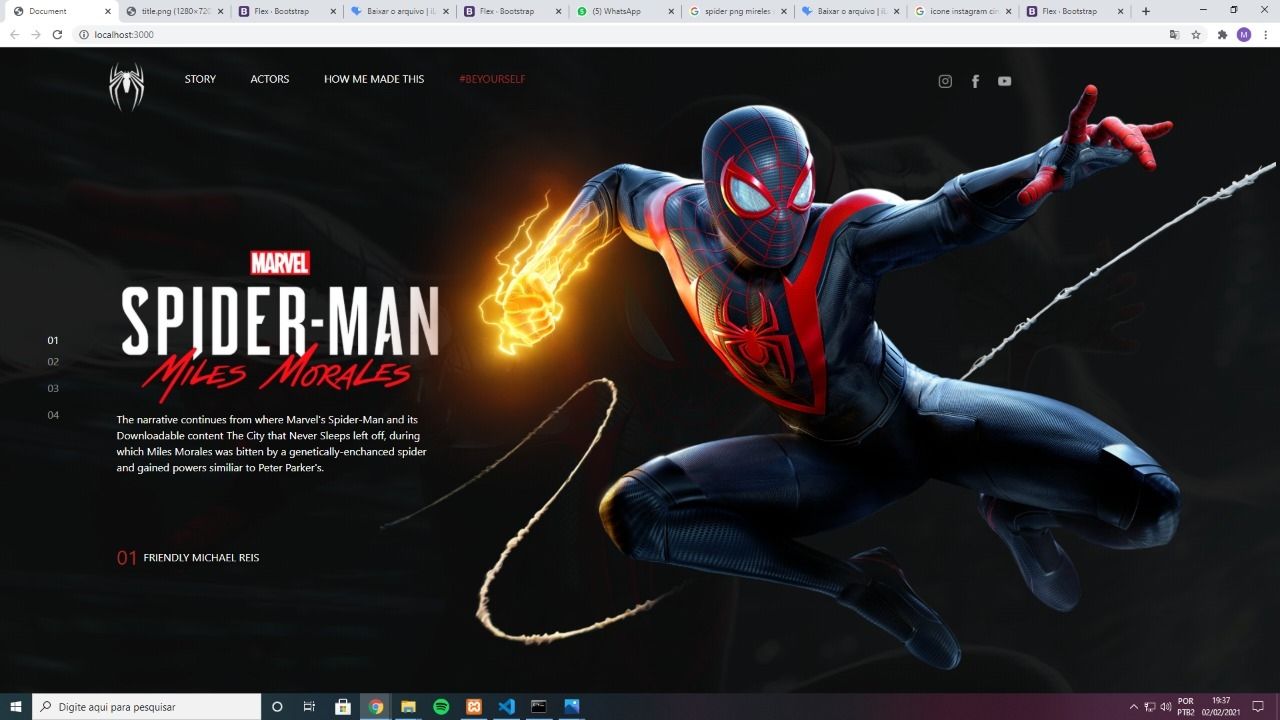 Document
title.png (1280×720
Flex · Bootstrap
Baixar o arquivo | iL
Flex · Bootstrap
(5) WhatsApp
spider png mireles
Baixar o arquivo | iL
icone instagram cin
Flex · Bootstrap
localhost:3000
M
STORY
ACTORS
HOW ME MADE THIS
#BEYOURSELF
MARVEL
SPIDER-MAN
MILES MORALES
01
02
03
04
The narrative continues from where Marvel's Spider-Man and its
Downloadable content The City that Never Sleeps left off, during
which Miles Morales was bitten by a genetically-enchanced spider
and gained powers similiar to Peter Parker's.
01 FRIENDLY MICHAEL REIS
Digite aqui para pesquisar
POR
PTB2
19:37
02/02/2021